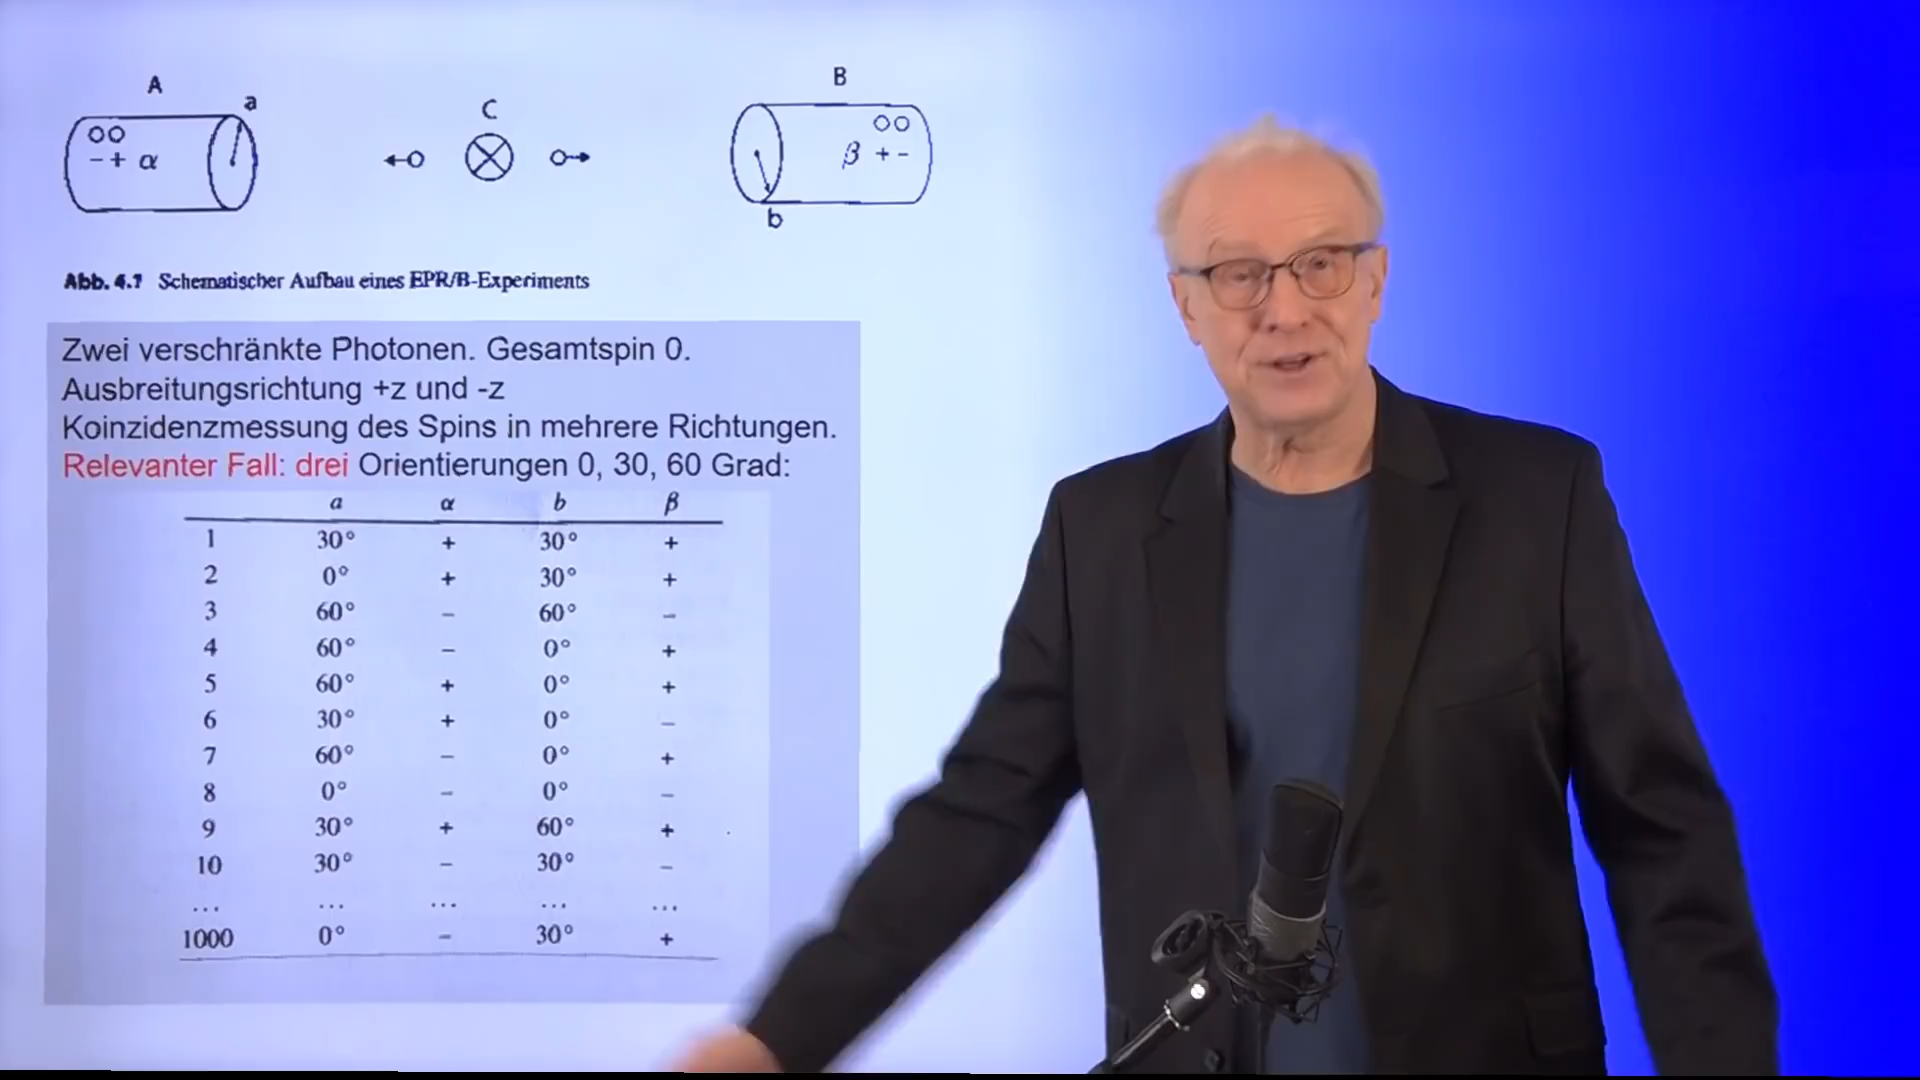 A
a
C
B
- + α
β + -
b
Abb. 4.1 Schematischer Aufbau eines EPR/B-Experiments
Zwei verschränkte Photonen. Gesamtspin 0.
Ausbreitungsrichtung +z und -z
Koinzidenzmessung des Spins in mehrere Richtungen.
Relevanter Fall: drei Orientierungen 0, 30, 60 Grad:
a α b β
1 30° + 30° +
2 0° + 30° +
3 60° - 60° -
4 60° - 0° +
5 60° + 0° +
6 30° + 0° -
7 60° - 0° +
8 0° - 0° -
9 30° + 60° +
10 30° - 30° -
... ... ... ... ...
1000 0° - 30° +